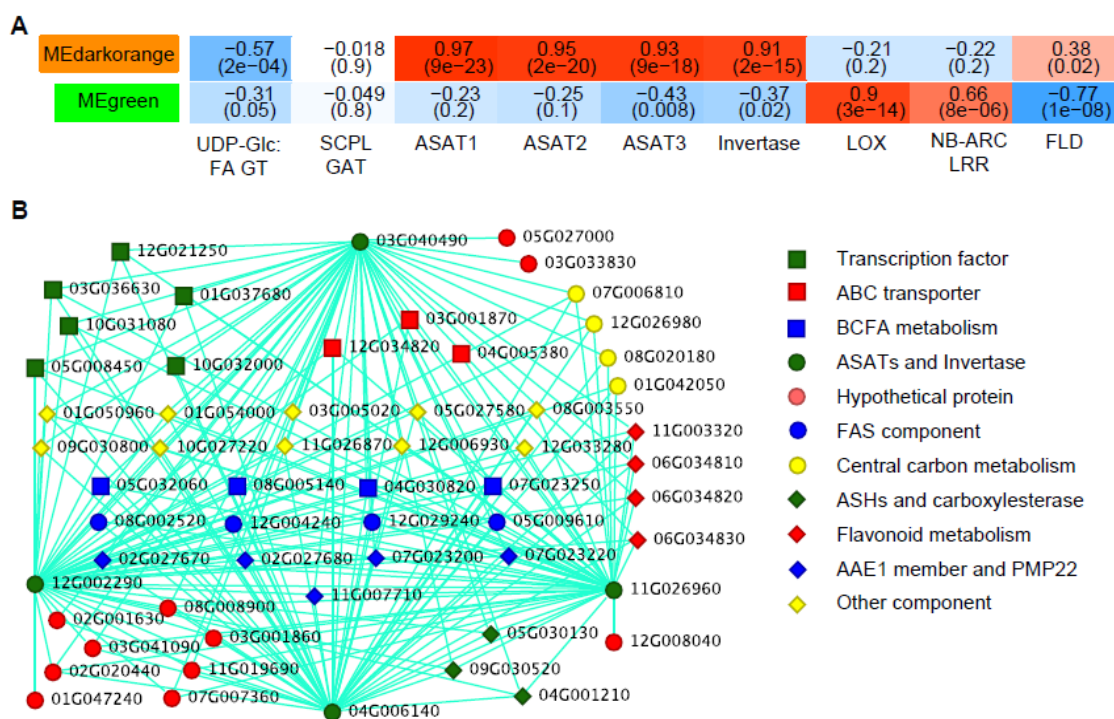 A
MEdarkorange
−0.57 −0.018 0.97 0.95 0.93 0.91 −0.21 −0.22 0.38
(2e−04) (0.9) (9e−23) (2e−20) (9e−18) (2e−15) (0.2) (0.2) (0.02)
MEgreen
−0.31 −0.049 −0.23 −0.25 −0.43 −0.37 0.9 0.66 −0.77
(0.05) (0.8) (0.2) (0.1) (0.008) (0.02) (3e−14) (8e−06) (1e−08)
UDP-Glc:
FA GT
SCPL
GAT
ASAT1
ASAT2
ASAT3
Invertase
LOX
NB-ARC
LRR
FLD
B
03G040490
05G027000
12G021250
03G033830
03G036630
01G037680
07G006810
10G031080
03G001870
12G026980
12G034820
04G005380
08G020180
05G008450
10G032000
01G042050
01G050960
01G054000
03G005020
05G027580
08G003550
11G003320
09G030800
10G027220
11G026870
12G006930
12G033280
06G034810
05G032060
08G005140
04G030820
07G023250
06G034820
08G002520
12G004240
12G029240
05G009610
06G034830
02G027670
02G027680
07G023200
07G023220
12G002290
11G007710
11G026960
02G001630
08G008900
03G001860
05G030130
12G008040
03G041090
02G020440
11G019690
09G030520
01G047240
07G007360
04G001210
04G006140
Transcription factor
ABC transporter
BCFA metabolism
ASATs and Invertase
Hypothetical protein
FAS component
Central carbon metabolism
ASHs and carboxylesterase
Flavonoid metabolism
AAE1 member and PMP22
Other component